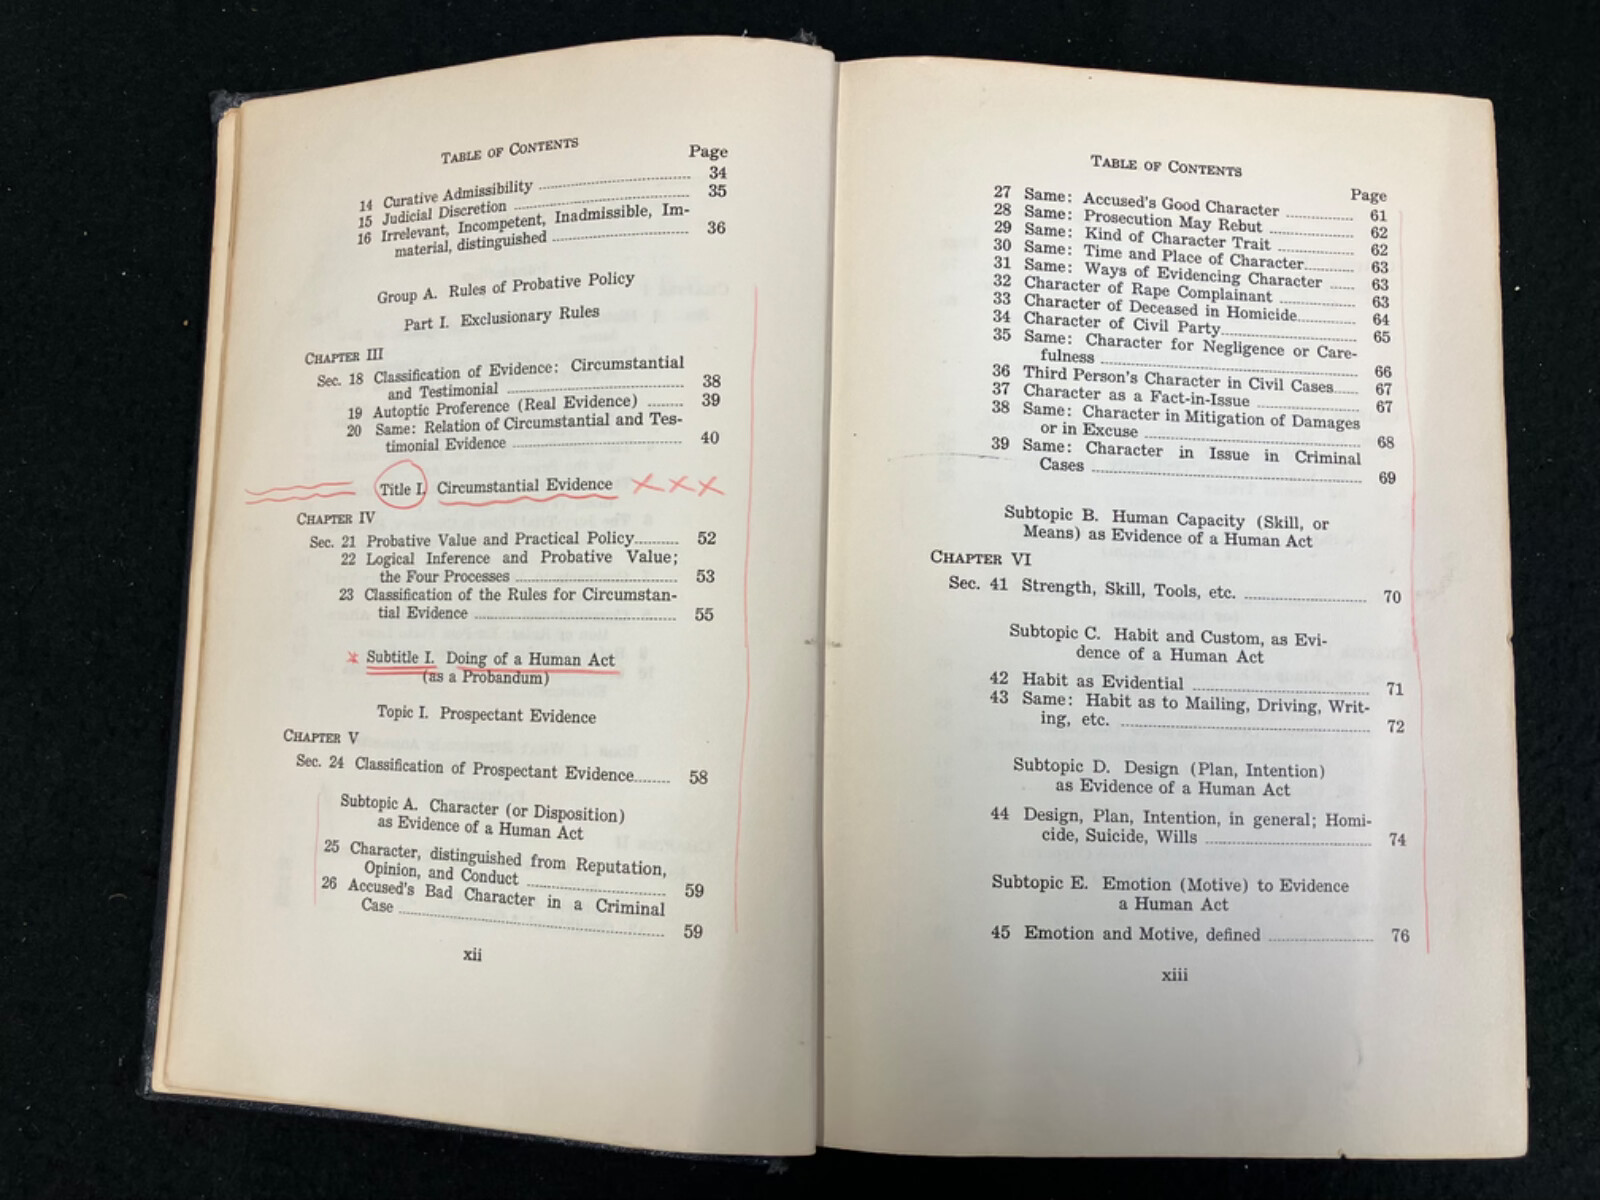 TABLE OF CONTENTS
Page
14 Curative Admissibility 34
15 Judicial Discretion 35
16 Irrelevant, Incompetent, Inadmissible, Im-
material, distinguished 36
Group A. Rules of Probative Policy
Part I. Exclusionary Rules
CHAPTER III
Sec. 18 Classification of Evidence: Circumstantial
and Testimonial 38
19 Autoptic Proference (Real Evidence) 39
20 Same: Relation of Circumstantial and Tes-
timonial Evidence 40
Title I. Circumstantial Evidence XXX
CHAPTER IV
Sec. 21 Probative Value and Practical Policy 52
22 Logical Inference and Probative Value;
the Four Processes 53
23 Classification of the Rules for Circumstan-
tial Evidence 55
Subtitle I. Doing of a Human Act
(as a Probandum)
Topic I. Prospectant Evidence
CHAPTER V
Sec. 24 Classification of Prospectant Evidence 58
Subtopic A. Character (or Disposition)
as Evidence of a Human Act
25 Character, distinguished from Reputation,
Opinion, and Conduct 59
26 Accused's Bad Character in a Criminal
Case 59
xii
TABLE OF CONTENTS
Page
27 Same: Accused's Good Character 61
28 Same: Prosecution May Rebut 62
29 Same: Kind of Character Trait 62
30 Same: Time and Place of Character 63
31 Same: Ways of Evidencing Character 63
32 Character of Rape Complainant 63
33 Character of Deceased in Homicide 64
34 Character of Civil Party 65
35 Same: Character for Negligence or Care-
fulness 66
36 Third Person's Character in Civil Cases 67
37 Character as a Fact-in-Issue 67
38 Same: Character in Mitigation of Damages
or in Excuse 68
39 Same: Character in Issue in Criminal
Cases 69
Subtopic B. Human Capacity (Skill, or
Means) as Evidence of a Human Act
CHAPTER VI
Sec. 41 Strength, Skill, Tools, etc. 70
Subtopic C. Habit and Custom, as Evi-
dence of a Human Act
42 Habit as Evidential 71
43 Same: Habit as to Mailing, Driving, Writ-
ing, etc. 72
Subtopic D. Design (Plan, Intention)
as Evidence of a Human Act
44 Design, Plan, Intention, in general; Homi-
cide, Suicide, Wills 74
Subtopic E. Emotion (Motive) to Evidence
a Human Act
45 Emotion and Motive, defined 76
xiii